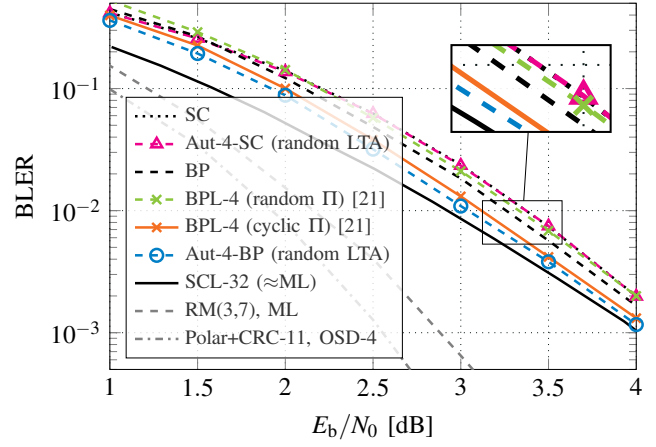 10−1
10−2
10−3
BLER
SC
Aut-4-SC (random LTA)
BP
BPL-4 (random Π) [21]
BPL-4 (cyclic Π) [21]
Aut-4-BP (random LTA)
SCL-32 (≈ML)
RM(3,7), ML
Polar+CRC-11, OSD-4
1 1.5 2 2.5 3 3.5 4
Eb/N0 [dB]